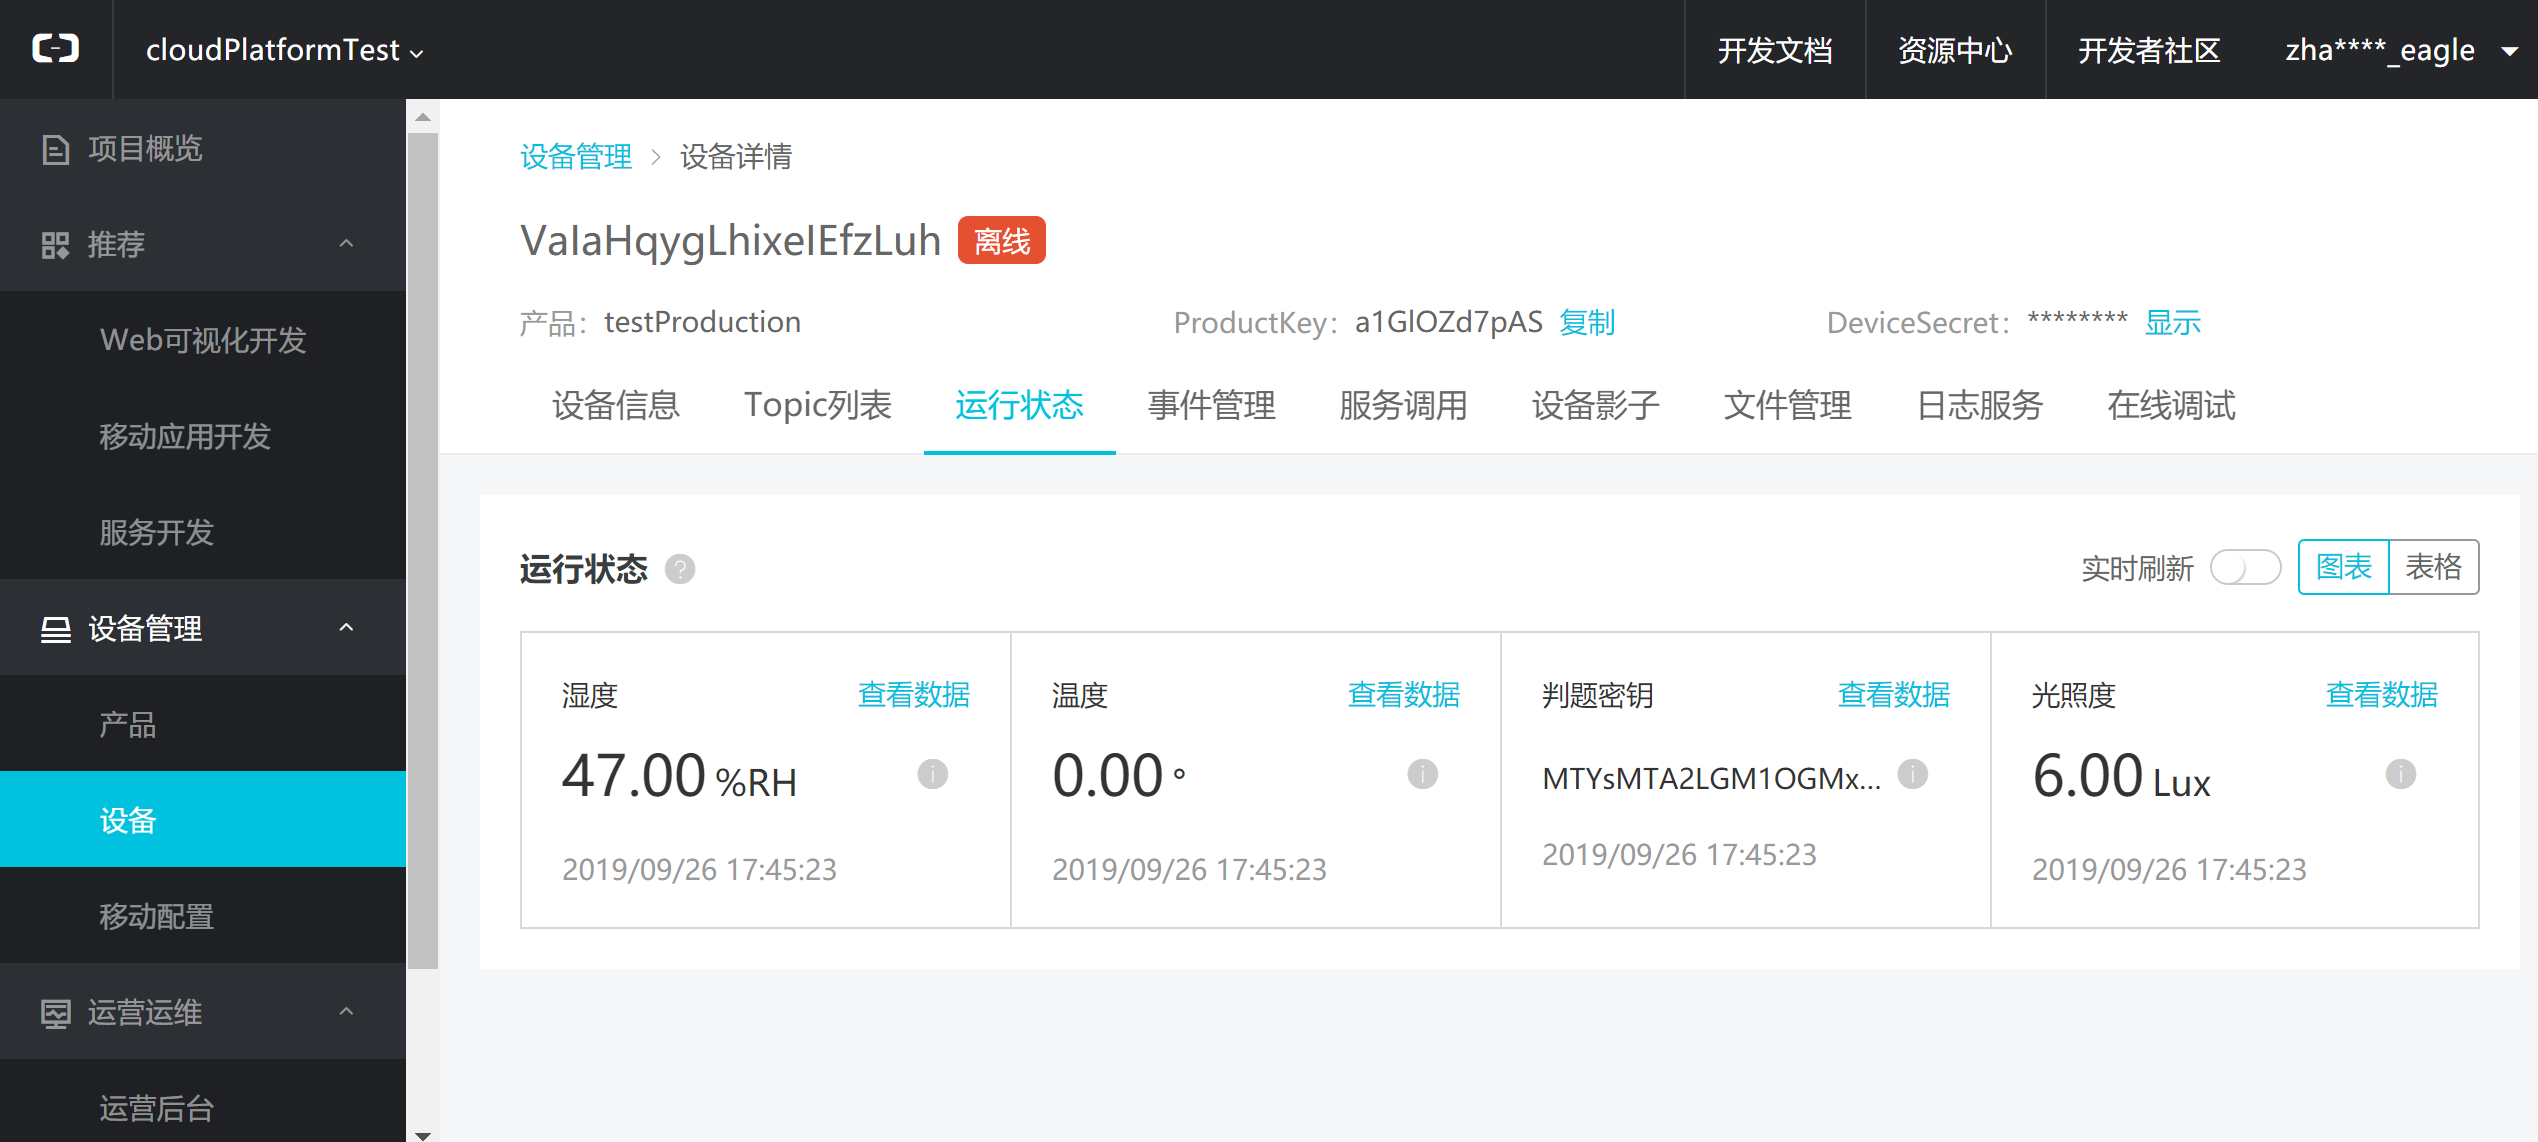 cloudPlatformTest
开发文档
资源中心
开发者社区
zha****_eagle
项目概览
推荐
Web可视化开发
移动应用开发
服务开发
设备管理
产品
设备
移动配置
运营运维
运营后台
设备管理 > 设备详情
VaIaHqygLhixeIEfzLuh 离线
产品： testProduction
ProductKey： a1GlOZd7pAS 复制
DeviceSecret： ******** 显示
设备信息 Topic列表 运行状态 事件管理 服务调用 设备影子 文件管理 日志服务 在线调试
运行状态 ?
实时刷新 图表 表格
湿度 查看数据
47.00 %RH
2019/09/26 17:45:23
温度 查看数据
0.00 °
2019/09/26 17:45:23
判题密钥 查看数据
MTYsMTA2LGM1OGMx...
2019/09/26 17:45:23
光照度 查看数据
6.00 Lux
2019/09/26 17:45:23